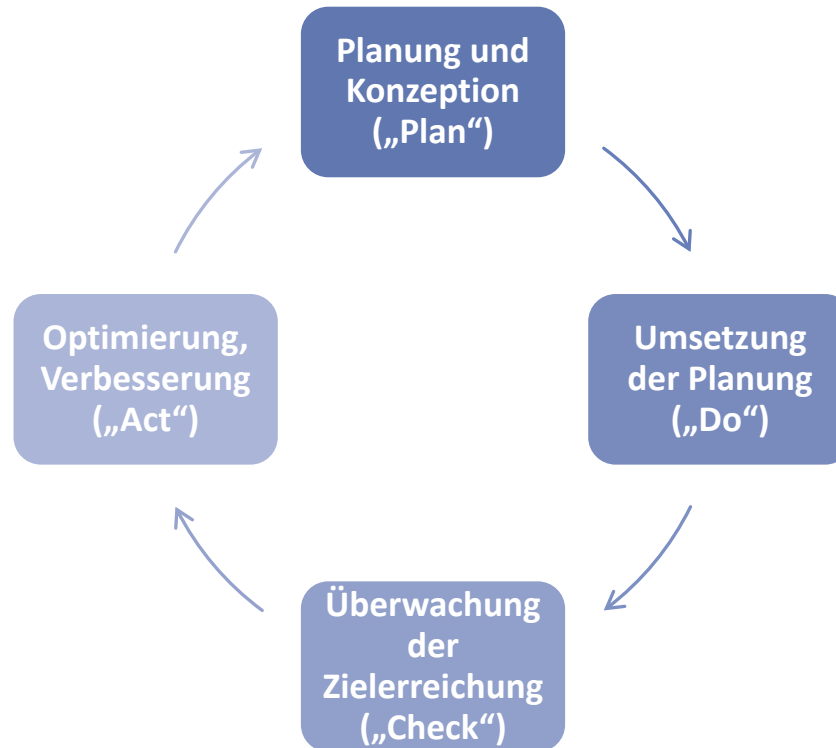 Planung und
Konzeption
(„Plan“)
Umsetzung
der Planung
(„Do“)
Überwachung
der
Zielerreichung
(„Check“)
Optimierung,
Verbesserung
(„Act“)